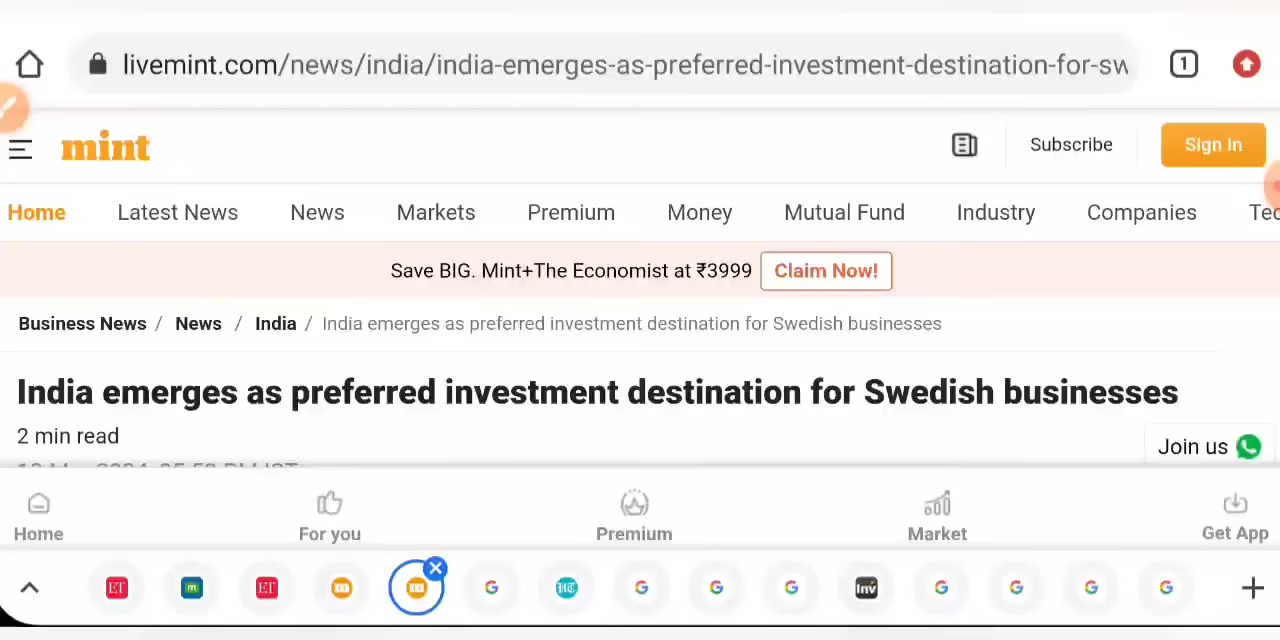 livemint.com/news/india/india-emerges-as-preferred-investment-destination-for-sw
1
mint
Subscribe
Sign In
Home Latest News News Markets Premium Money Mutual Fund Industry Companies Tec
Save BIG. Mint+The Economist at ₹3999 Claim Now!
Business News / News / India / India emerges as preferred investment destination for Swedish businesses
India emerges as preferred investment destination for Swedish businesses
2 min read
Join us
Home For you Premium Market Get App
ET m ET m m G HT G G G Inv G G G G